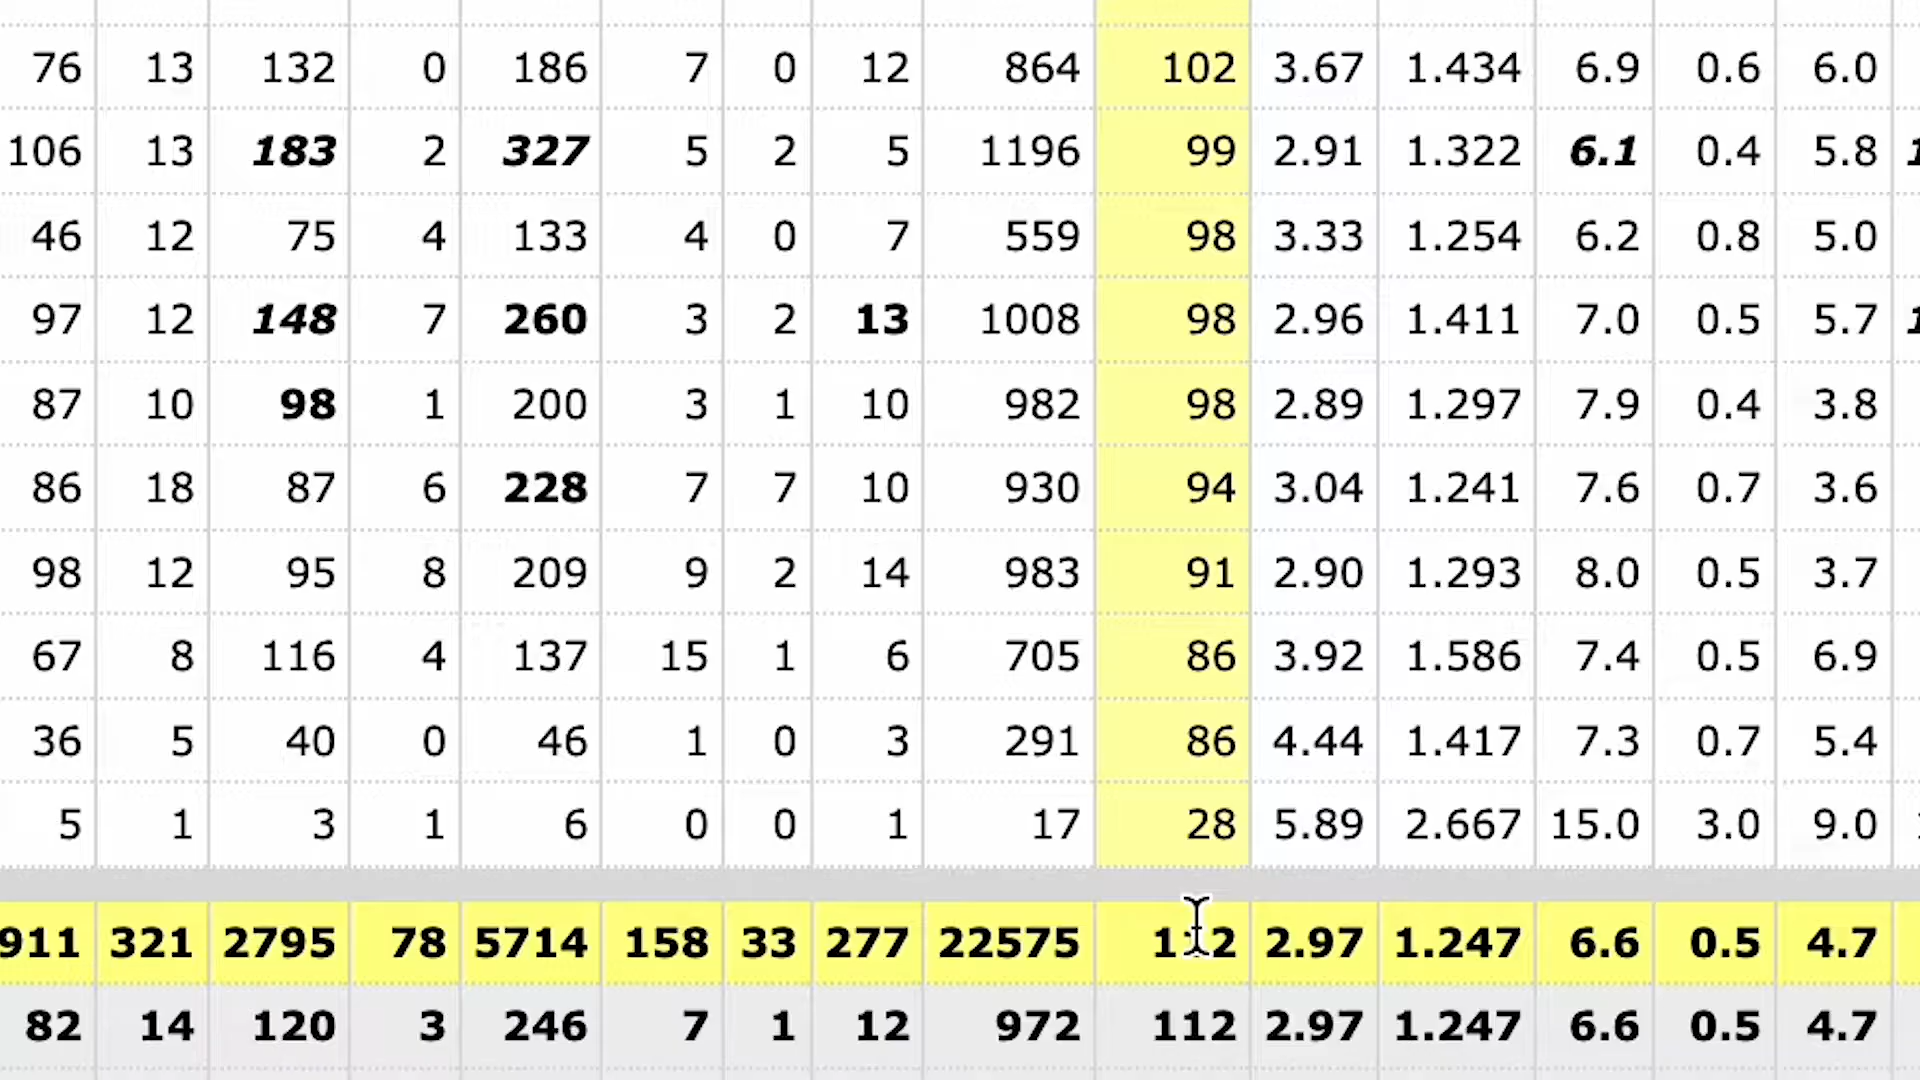 76 13 132 0 186 7 0 12 864 102 3.67 1.434 6.9 0.6 6.0
106 13 183 2 327 5 2 5 1196 99 2.91 1.322 6.1 0.4 5.8
46 12 75 4 133 4 0 7 559 98 3.33 1.254 6.2 0.8 5.0
97 12 148 7 260 3 2 13 1008 98 2.96 1.411 7.0 0.5 5.7
87 10 98 1 200 3 1 10 982 98 2.89 1.297 7.9 0.4 3.8
86 18 87 6 228 7 7 10 930 94 3.04 1.241 7.6 0.7 3.6
98 12 95 8 209 9 2 14 983 91 2.90 1.293 8.0 0.5 3.7
67 8 116 4 137 15 1 6 705 86 3.92 1.586 7.4 0.5 6.9
36 5 40 0 46 1 0 3 291 86 4.44 1.417 7.3 0.7 5.4
5 1 3 1 6 0 0 1 17 28 5.89 2.667 15.0 3.0 9.0
911 321 2795 78 5714 158 33 277 22575 112 2.97 1.247 6.6 0.5 4.7
82 14 120 3 246 7 1 12 972 112 2.97 1.247 6.6 0.5 4.7